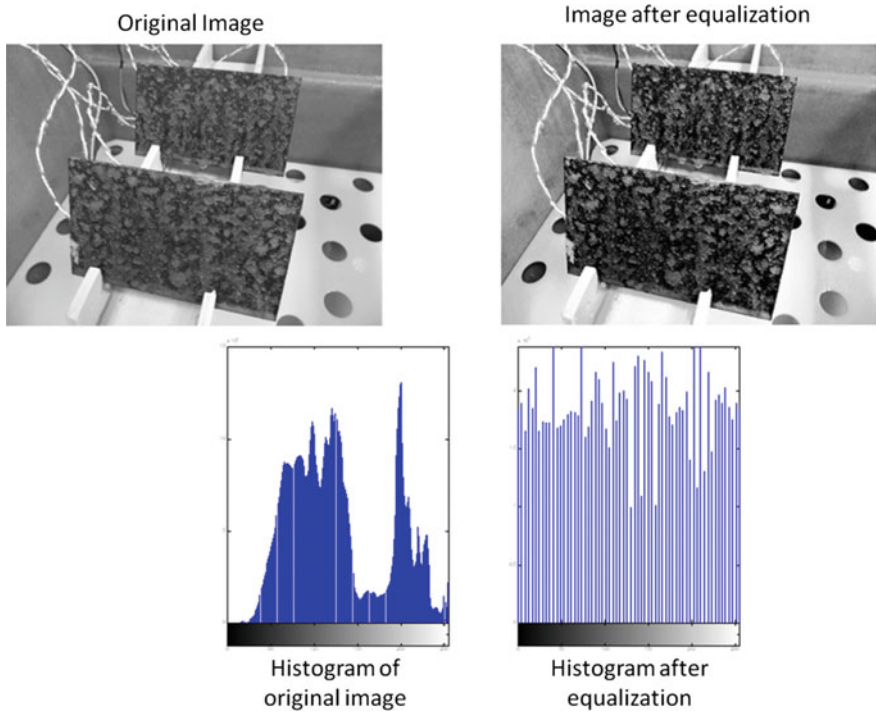 Original Image
Image after equalization
Histogram of
original image
Histogram after
equalization